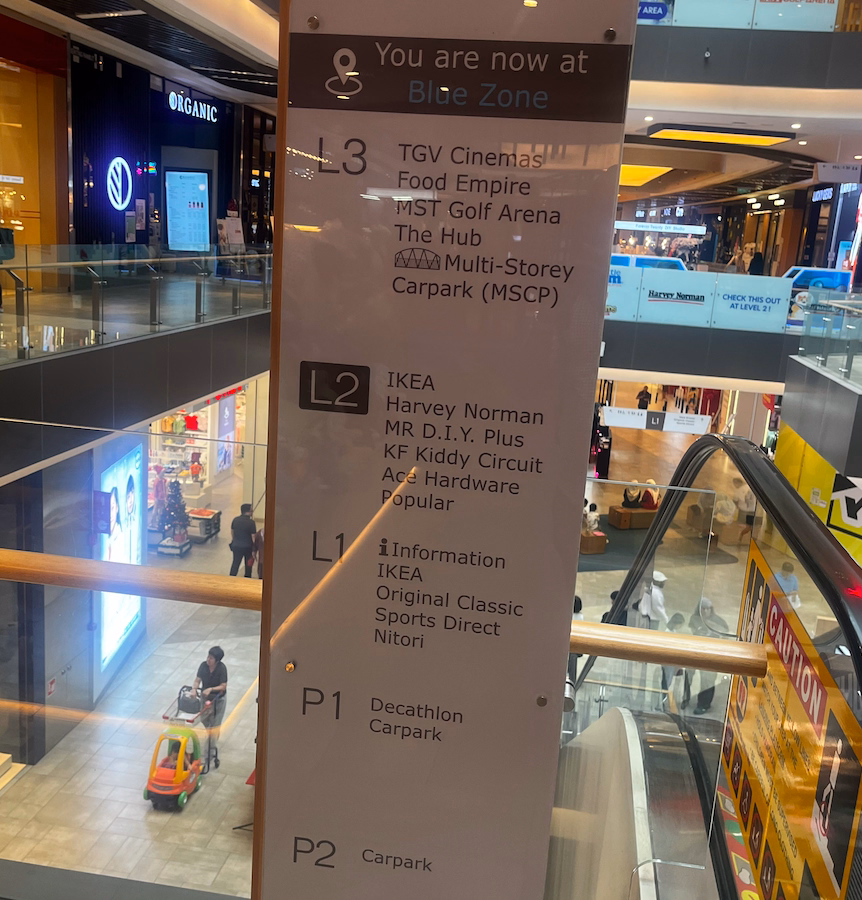 You are now at
Blue Zone
L3
TGV Cinemas
Food Empire
MST Golf Arena
The Hub
Multi-Storey
Carpark (MSCP)
L2
IKEA
Harvey Norman
MR D.I.Y. Plus
KF Kiddy Circuit
Ace Hardware
Popular
L1
Information
IKEA
Original Classic
Sports Direct
Nitori
P1
Decathlon
Carpark
P2
Carpark
ORGANIC
Harvey Norman
CHECK THIS OUT
AT LEVEL 2!
L1
CAUTION